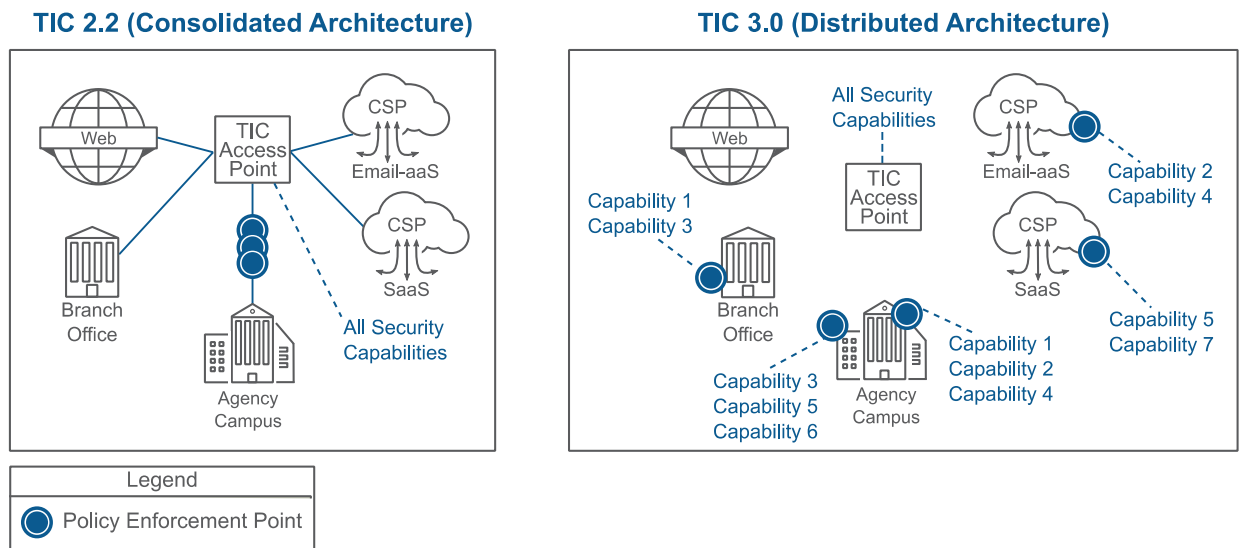 TIC 2.2 (Consolidated Architecture)
Web
TIC
Access
Point
CSP
Email-aaS
CSP
SaaS
Branch
Office
All Security
Capabilities
Agency
Campus
Legend
Policy Enforcement Point
TIC 3.0 (Distributed Architecture)
Web
All Security
Capabilities
TIC
Access
Point
CSP
Email-aaS
Capability 2
Capability 4
Capability 1
Capability 3
Branch
Office
CSP
SaaS
Capability 5
Capability 7
Capability 3
Capability 5
Capability 6
Agency
Campus
Capability 1
Capability 2
Capability 4